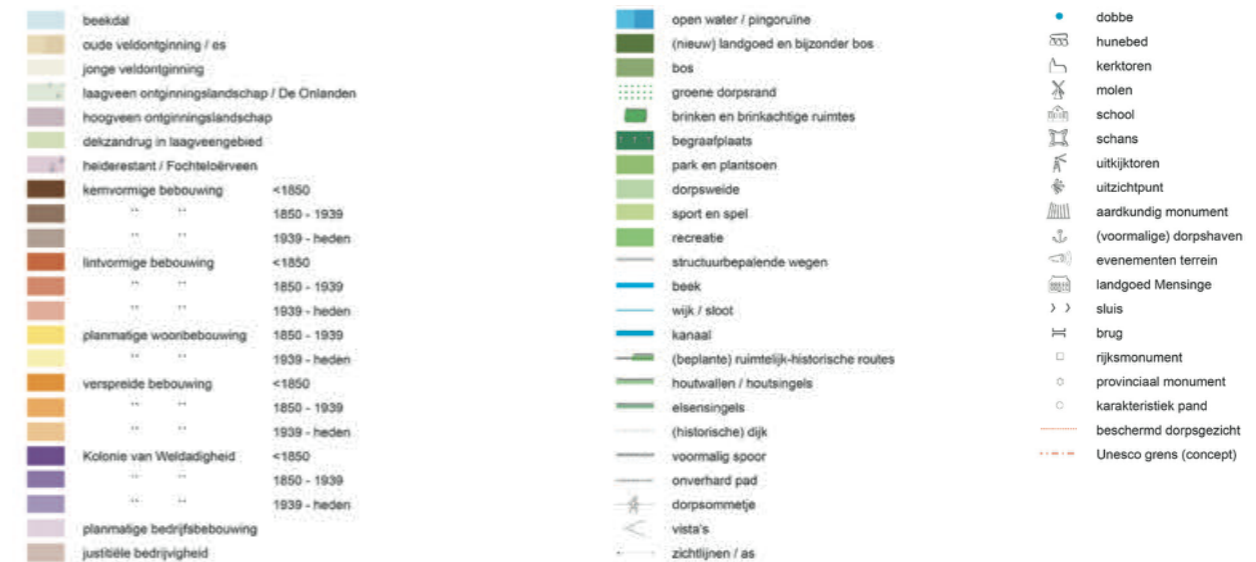 beekdal
oude veldontginning / es
jonge veldontginning
laagveen ontginningslandschap / De Onlanden
hoogveen ontginningslandschap
dekzandrug in laagveengebied
heiderestant / Fochteloërveen
kernvormige bebouwing <1850
" " 1850 - 1939
" " 1939 - heden
lintvormige bebouwing <1850
" " 1850 - 1939
" " 1939 - heden
planmatige woonbebouwing 1850 - 1939
" " 1939 - heden
verspreide bebouwing <1850
" " 1850 - 1939
" " 1939 - heden
Kolonie van Weldadigheid <1850
" " 1850 - 1939
" " 1939 - heden
planmatige bedrijfsbebouwing
justitiële bedrijvigheid
open water / pingoruïne
(nieuw) landgoed en bijzonder bos
bos
groene dorpsrand
brinken en brinkachtige ruimtes
begraafplaats
park en plantsoen
dorpsweide
sport en spel
recreatie
structuurbepalende wegen
beek
wijk / sloot
kanaal
(beplante) ruimtelijk-historische routes
houtwallen / houtsingels
elsensingels
(historische) dijk
voormalig spoor
onverhard pad
dorpsommetje
vista's
zichtlijnen / as
dobbe
hunebed
kerktoren
molen
school
schans
uitkijktoren
uitzichtpunt
aardkundig monument
(voormalige) dorpshaven
evenementen terrein
landgoed Mensinge
sluis
brug
rijksmonument
provinciaal monument
karakteristiek pand
beschermd dorpsgezicht
Unesco grens (concept)